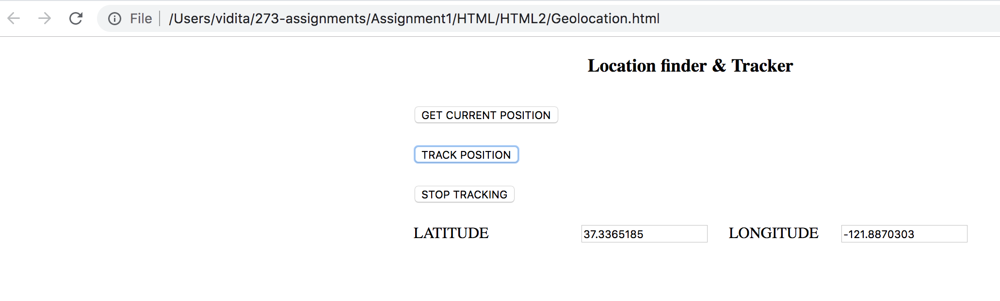 File | /Users/vidita/273-assignments/Assignment1/HTML/HTML2/Geolocation.html
Location finder & Tracker
GET CURRENT POSITION
TRACK POSITION
STOP TRACKING
LATITUDE 37.3365185 LONGITUDE -121.8870303